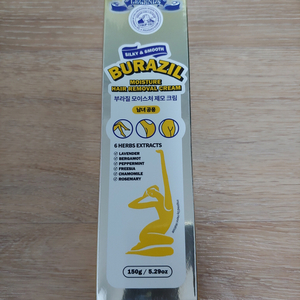 SILKY & SMOOTH
BURAZIL
MOISTURE
HAIR REMOVAL CREAM
부라질 모이스처 제모 크림
남녀 공용
6 HERBS EXTRACTS
LAVENDER
BERGAMOT
PEPPERMINT
FREESIA
CHAMOMILE
ROSEMARY
150g / 5.29oz